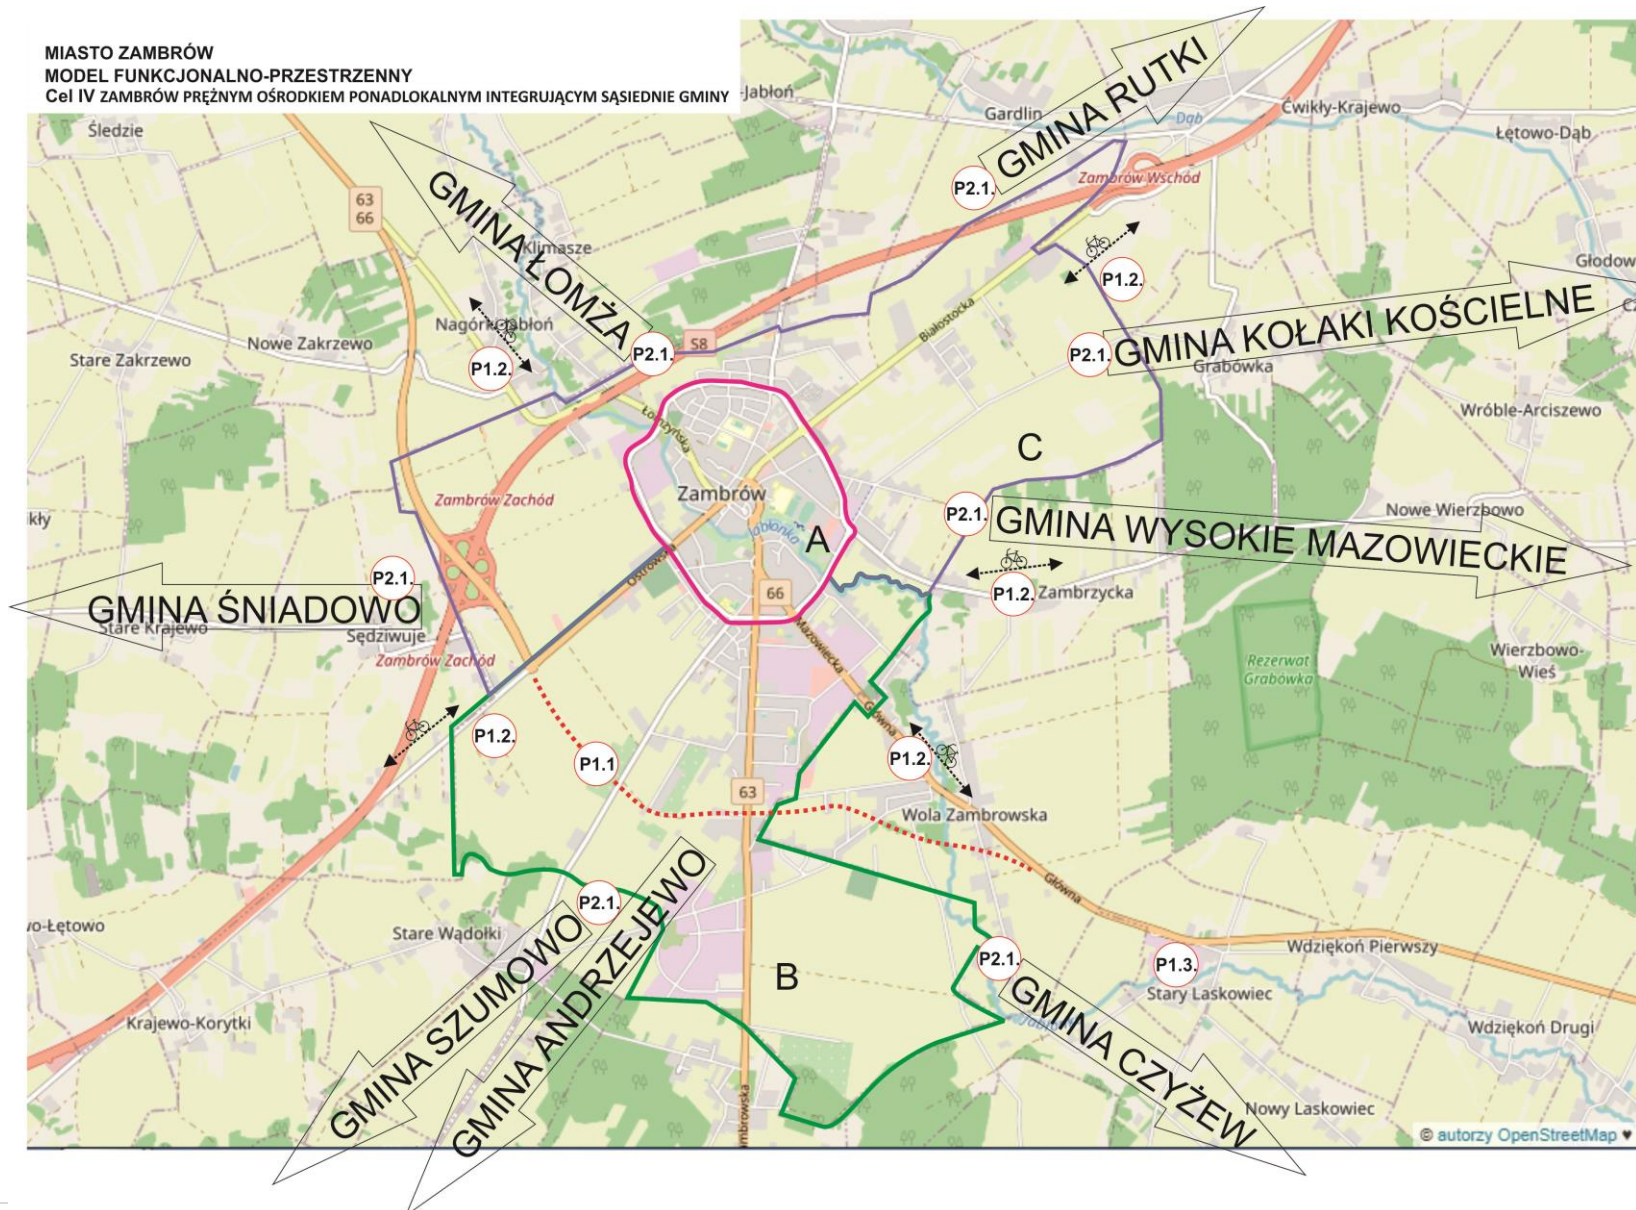 MIASTO ZAMBRÓW
MODEL FUNKCJONALNO-PRZESTRZENNY
Cel IV ZAMBRÓW PRĘŻNYM OŚRODKIEM PONADLOKALNYM INTEGRUJĄCYM SĄSIEDNIE GMINY
-Jabłoń
Gardlin
GMINA RUTKI
Dąb
Ćwikły-Krajewo
Łętowo-Dąb
Śledzie
P2.1.
Zambrów Wschód
63
66
GMINA ŁOMŻA
Klimasze
P1.2.
Głodow
GMINA KOŁAKI KOŚCIELNE
Nagórki-Jabłoń
Nowe Zakrzewo
Stare Zakrzewo
P1.2.
P2.1.
S8
Białostocka
P2.1.
Grabówka
Wróble-Arciszewo
Łomżyńska
C
Zambrów Zachód
Zambrów
P2.1.
GMINA WYSOKIE MAZOWIECKIE
Nowe Wierzbowo
kły
Jabłonka
A
P2.1.
Ostrowska
66
P1.2.
Zambrzycka
GMINA ŚNIADOWO
Stare Krajewo
Sędziwuje
Zambrów Zachód
Mazowiecka
Rezerwat
Grabówka
Wierzbowo-
Wieś
P1.2.
P1.1
Główna
P1.2.
63
Wola Zambrowska
Główna
P2.1.
wo-Łętowo
Stare Wądołki
GMINA SZUMOWO
GMINA ANDRZEJEWO
B
P2.1.
P1.3.
Wdziękoń Pierwszy
Stary Laskowiec
GMINA CZYŻEW
Krajewo-Korytki
Wdziękoń Drugi
mbrowska
Nowy Laskowiec
© autorzy OpenStreetMap ♥